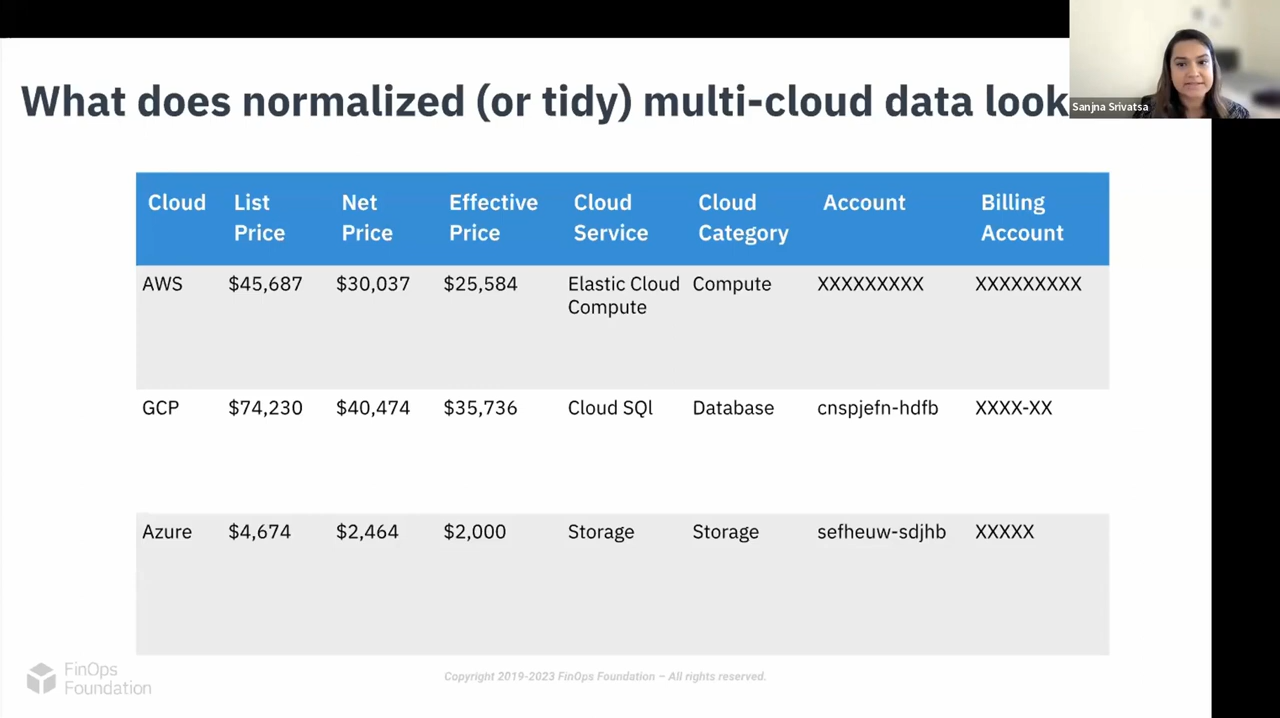 What does normalized (or tidy) multi-cloud data look
Sanjna Srivatsa
Cloud
List
Price
Net
Price
Effective
Price
Cloud
Service
Cloud
Category
Account
Billing
Account
AWS
$45,687
$30,037
$25,584
Elastic Cloud
Compute
Compute
XXXXXXXXX
XXXXXXXXX
GCP
$74,230
$40,474
$35,736
Cloud SQl
Database
cnspjefn-hdfb
XXXX-XX
Azure
$4,674
$2,464
$2,000
Storage
Storage
sefheuw-sdjhb
XXXXX
FinOps
Foundation
Copyright 2019-2023 FinOps Foundation – All rights reserved.